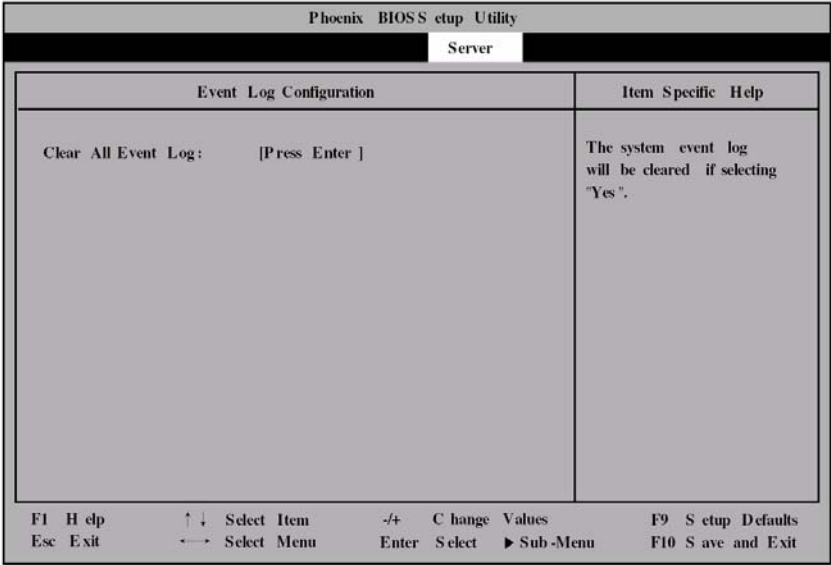 Phoenix BIOS Setup Utility
Server
Event Log Configuration
Item Specific Help
Clear All Event Log: [Press Enter ]
The system event log
will be cleared if selecting
"Yes".
F1 Help ↑ ↓ Select Item -/+ Change Values F9 Setup Defaults
Esc Exit ←→ Select Menu Enter Select ▶ Sub-Menu F10 Save and Exit